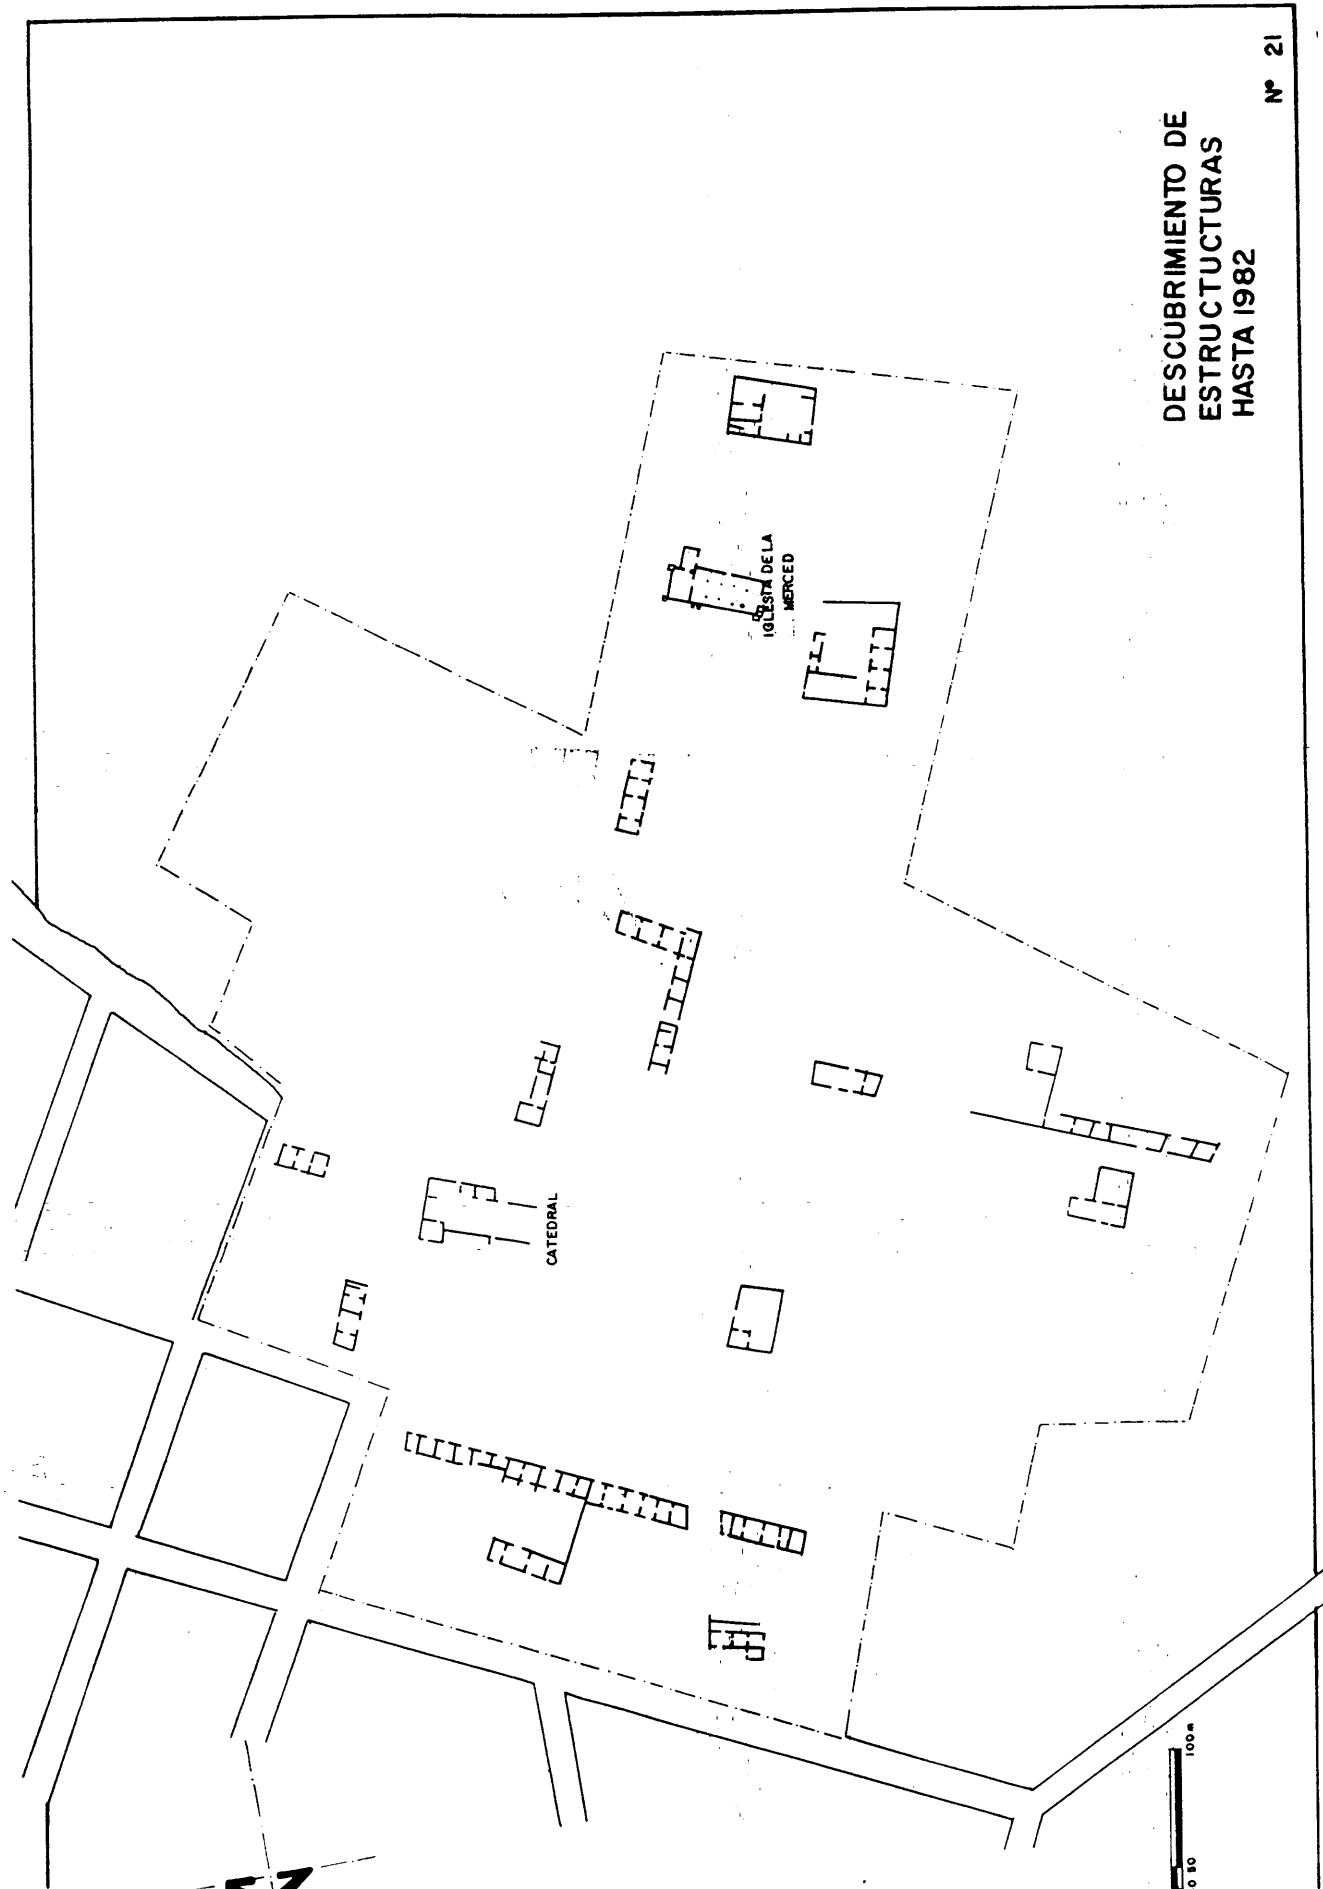 Nº 21
DESCUBRIMIENTO DE
ESTRUCTUCTURAS
HASTA 1982
IGLESIA DE LA
MERCED
CATEDRAL
0 50
100m